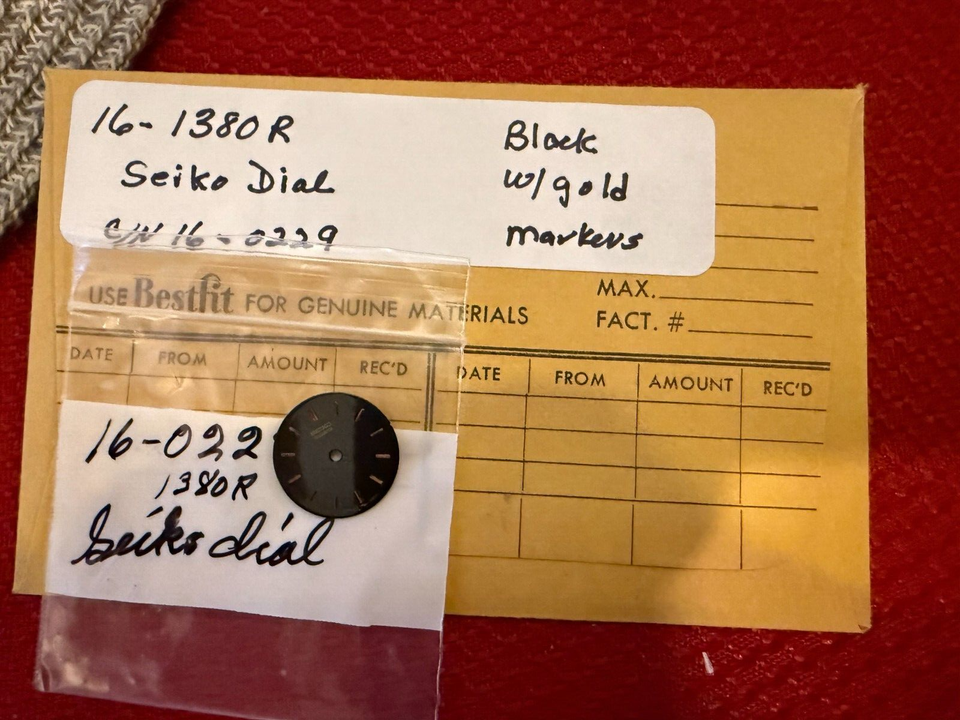 16-1380R
Seiko Dial
C/N 16-0229
Black
w/gold
markers
USE Bestfit FOR GENUINE MATERIALS
MAX.
FACT. #
DATE FROM AMOUNT REC'D DATE FROM AMOUNT REC'D
16-022
1380R
Seiko dial
SEIKO